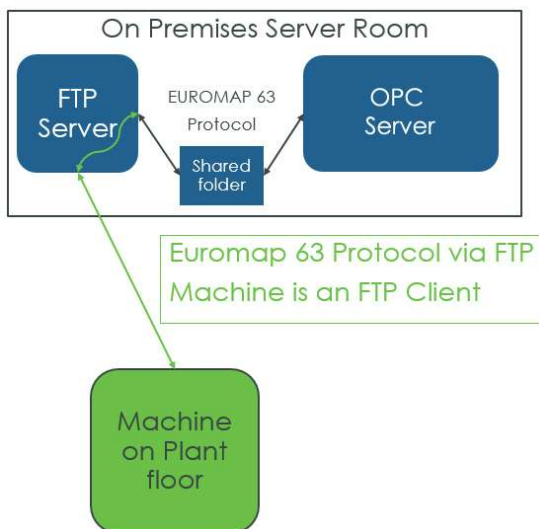 On Premises Server Room
FTP
Server
EUROMAP 63
Protocol
OPC
Server
Shared
folder
Euromap 63 Protocol via FTP
Machine is an FTP Client
Machine
on Plant
floor